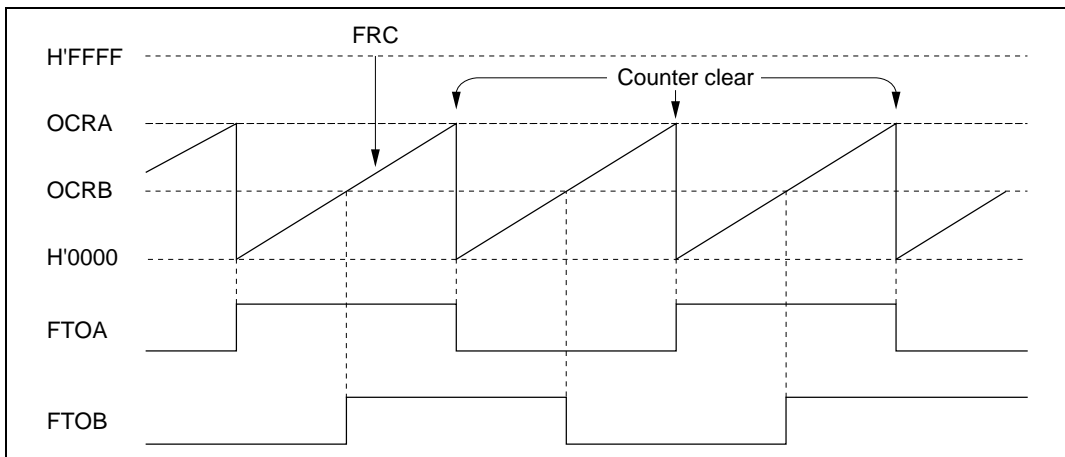 FRC
H'FFFF
Counter clear
OCRA
OCRB
H'0000
FTOA
FTOB